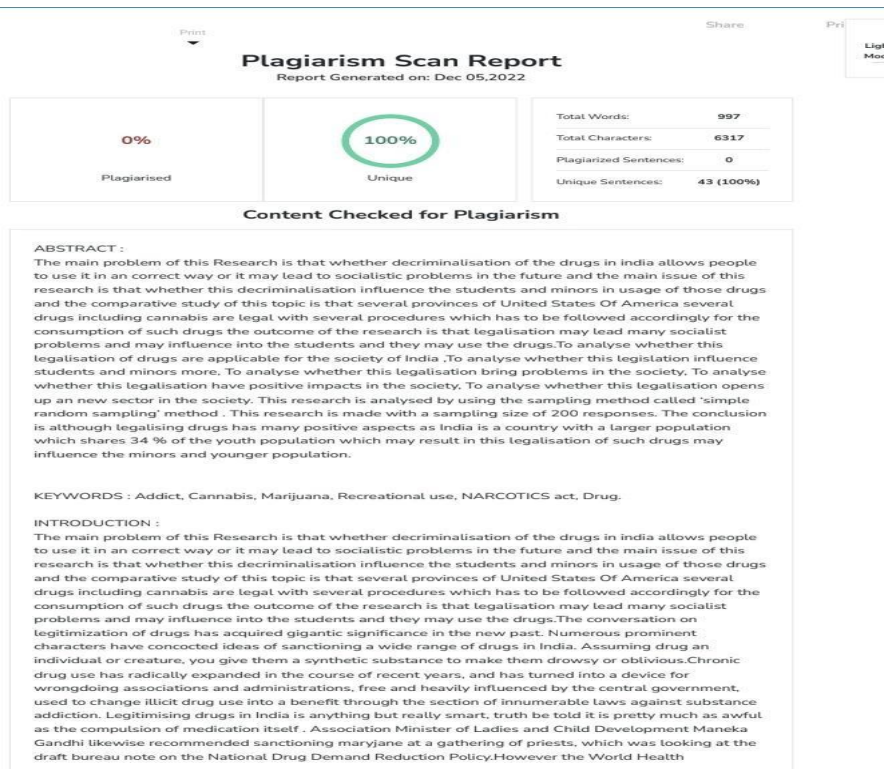 Print
Share
Pri
Ligh
Mod
Plagiarism Scan Report
Report Generated on: Dec 05,2022
0%
Plagiarised
100%
Unique
Total Words: 997
Total Characters: 6317
Plagiarized Sentences: 0
Unique Sentences: 43 (100%)
Content Checked for Plagiarism
ABSTRACT :
The main problem of this Research is that whether decriminalisation of the drugs in india allows people
to use it in an correct way or it may lead to socialistic problems in the future and the main issue of this
research is that whether this decriminalisation influence the students and minors in usage of those drugs
and the comparative study of this topic is that several provinces of United States Of America several
drugs including cannabis are legal with several procedures which has to be followed accordingly for the
consumption of such drugs the outcome of the research is that legalisation may lead many socialist
problems and may influence into the students and they may use the drugs.To analyse whether this
legalisation of drugs are applicable for the society of India ,To analyse whether this legislation influence
students and minors more, To analyse whether this legalisation bring problems in the society, To analyse
whether this legalisation have positive impacts in the society, To analyse whether this legalisation opens
up an new sector in the society. This research is analysed by using the sampling method called ‘simple
random sampling’ method . This research is made with a sampling size of 200 responses. The conclusion
is although legalising drugs has many positive aspects as India is a country with a larger population
which shares 34 % of the youth population which may result in this legalisation of such drugs may
influence the minors and younger population.
KEYWORDS : Addict, Cannabis, Marijuana, Recreational use, NARCOTICS act, Drug.
INTRODUCTION :
The main problem of this Research is that whether decriminalisation of the drugs in india allows people
to use it in an correct way or it may lead to socialistic problems in the future and the main issue of this
research is that whether this decriminalisation influence the students and minors in usage of those drugs
and the comparative study of this topic is that several provinces of United States Of America several
drugs including cannabis are legal with several procedures which has to be followed accordingly for the
consumption of such drugs the outcome of the research is that legalisation may lead many socialist
problems and may influence into the students and they may use the drugs.The conversation on
legitimization of drugs has acquired gigantic significance in the new past. Numerous prominent
characters have concocted ideas of sanctioning a wide range of drugs in India. Assuming drug an
individual or creature, you give them a synthetic substance to make them drowsy or oblivious.Chronic
drug use has radically expanded in the course of recent years, and has turned into a device for
wrongdoing associations and administrations, free and heavily influenced by the central government,
used to change illicit drug use into a benefit through the section of innumerable laws against substance
addiction. Legitimising drugs in India is anything but really smart, truth be told it is pretty much as awful
as the compulsion of medication itself . Association Minister of Ladies and Child Development Maneka
Gandhi likewise recommended sanctioning maryjane at a gathering of priests, which was looking at the
draft bureau note on the National Drug Demand Reduction Policy.However the World Health